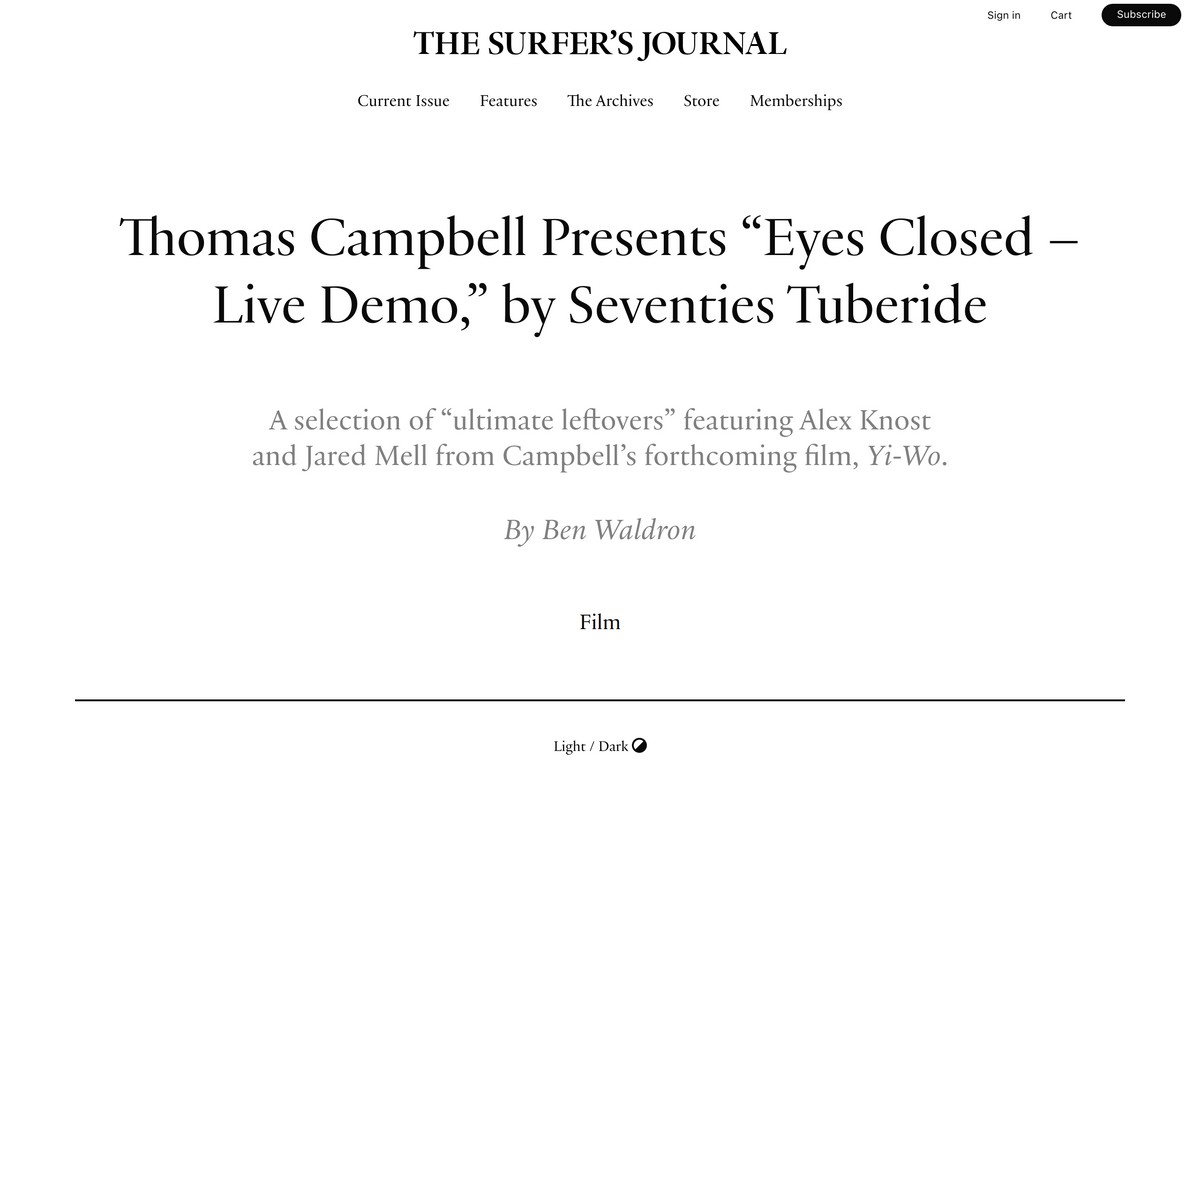 Sign in Cart Subscribe
THE SURFER’S JOURNAL
Current Issue Features The Archives Store Memberships
Thomas Campbell Presents “Eyes Closed –
Live Demo,” by Seventies Tuberide
A selection of “ultimate leftovers” featuring Alex Knost
and Jared Mell from Campbell’s forthcoming film, Yi-Wo.
By Ben Waldron
Film
Light / Dark